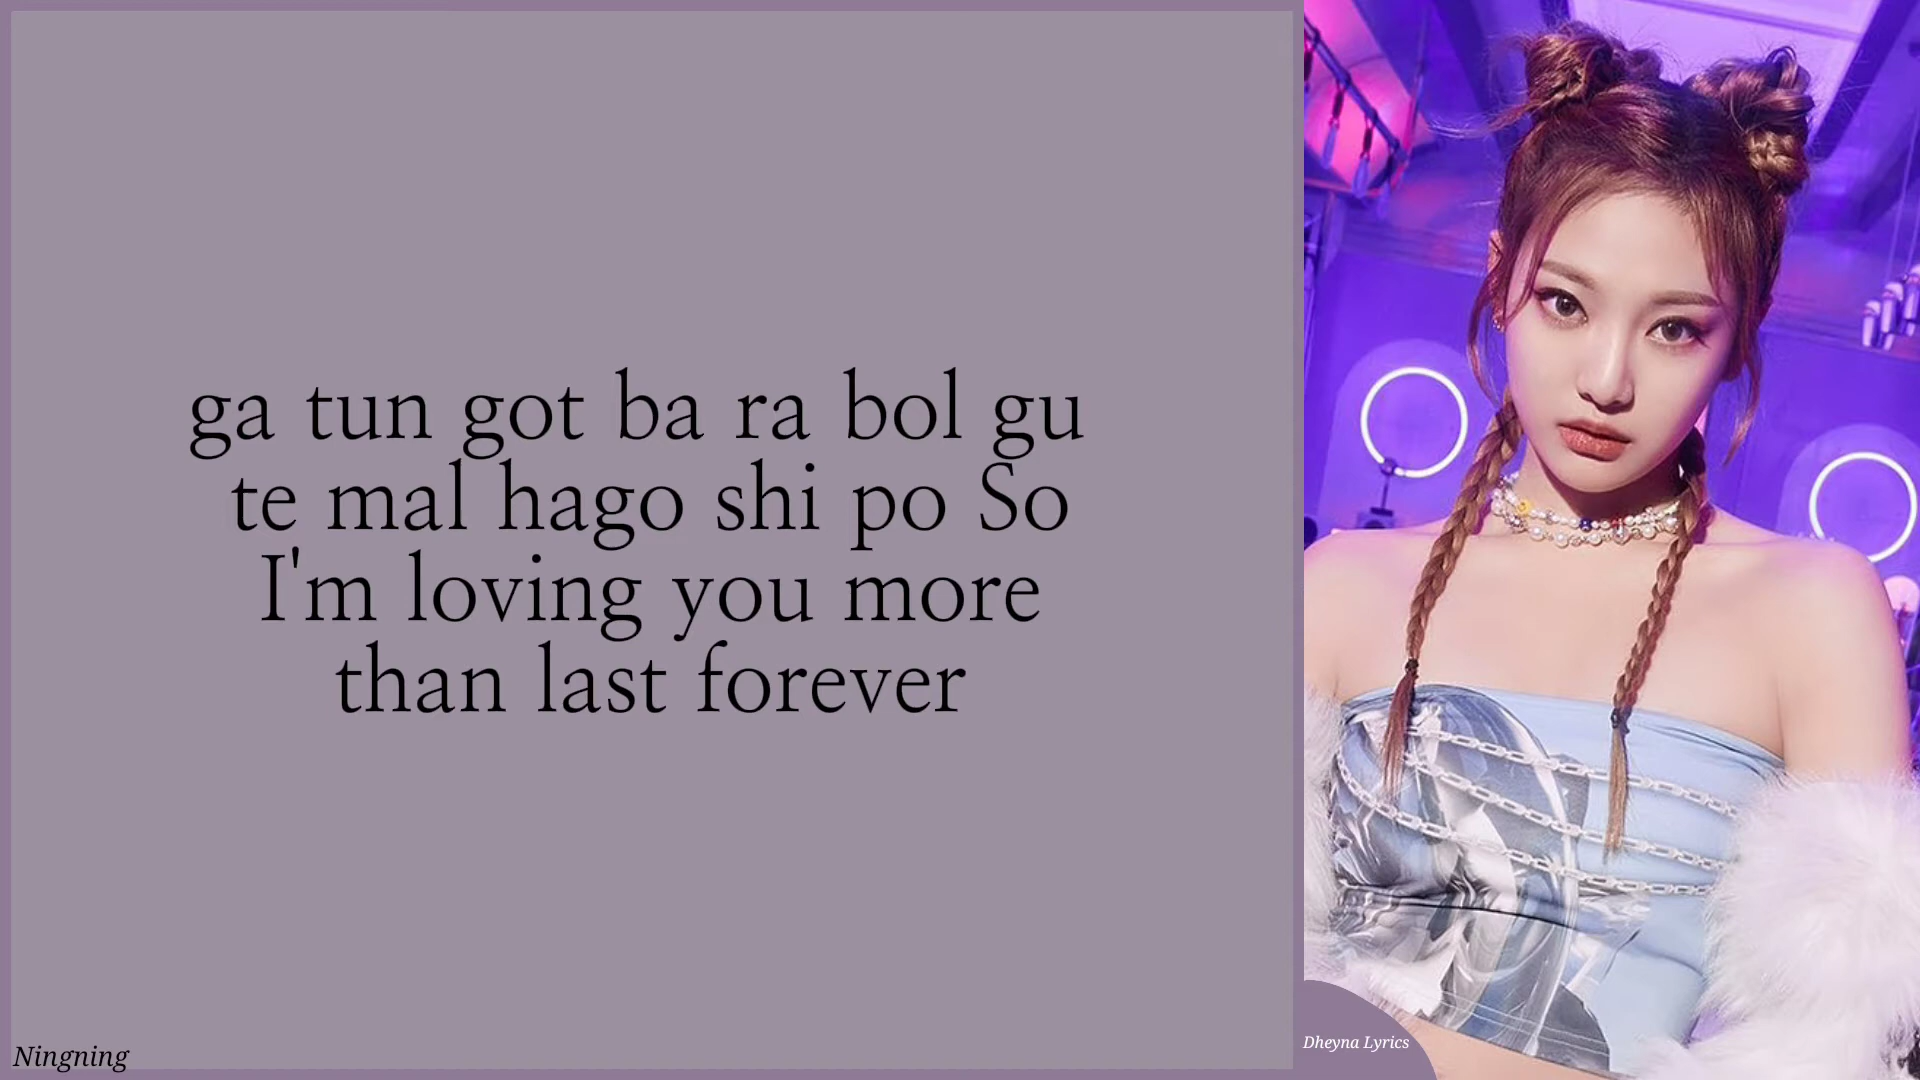 ga tun got ba ra bol gu
te mal hago shi po So
I'm loving you more
than last forever
Ningning
Dheyna Lyrics